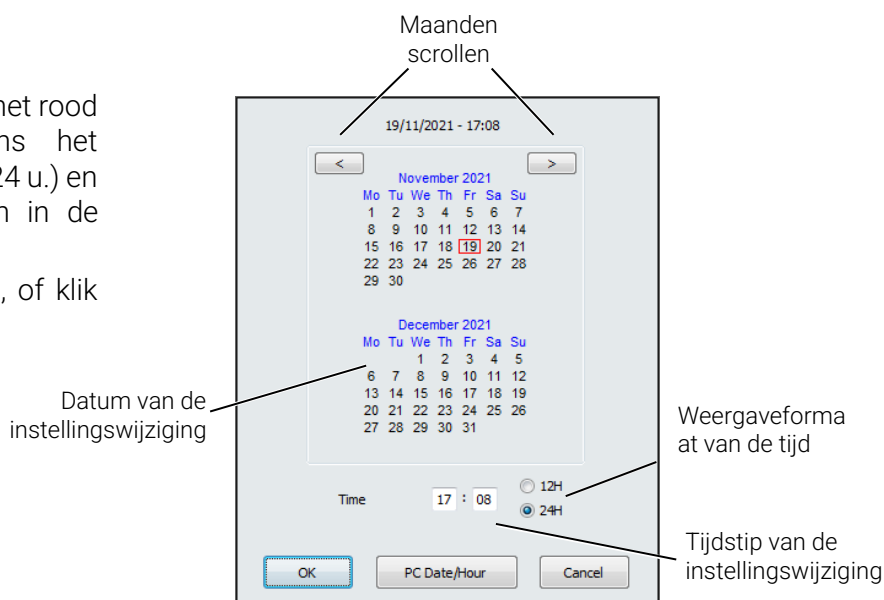 Maanden
scrollen
net rood
ns het
24 u.) en
n in de
, of klik
19/11/2021 - 17:08
< >
November 2021
Mo Tu We Th Fr Sa Su
1 2 3 4 5 6 7
8 9 10 11 12 13 14
15 16 17 18 19 20 21
22 23 24 25 26 27 28
29 30
December 2021
Mo Tu We Th Fr Sa Su
1 2 3 4 5
6 7 8 9 10 11 12
13 14 15 16 17 18 19
20 21 22 23 24 25 26
27 28 29 30 31
Datum van de
instellingswijziging
Weergaveforma
at van de tijd
Time 17 : 08
12H
24H
Tijdstip van de
instellingswijziging
OK PC Date/Hour Cancel